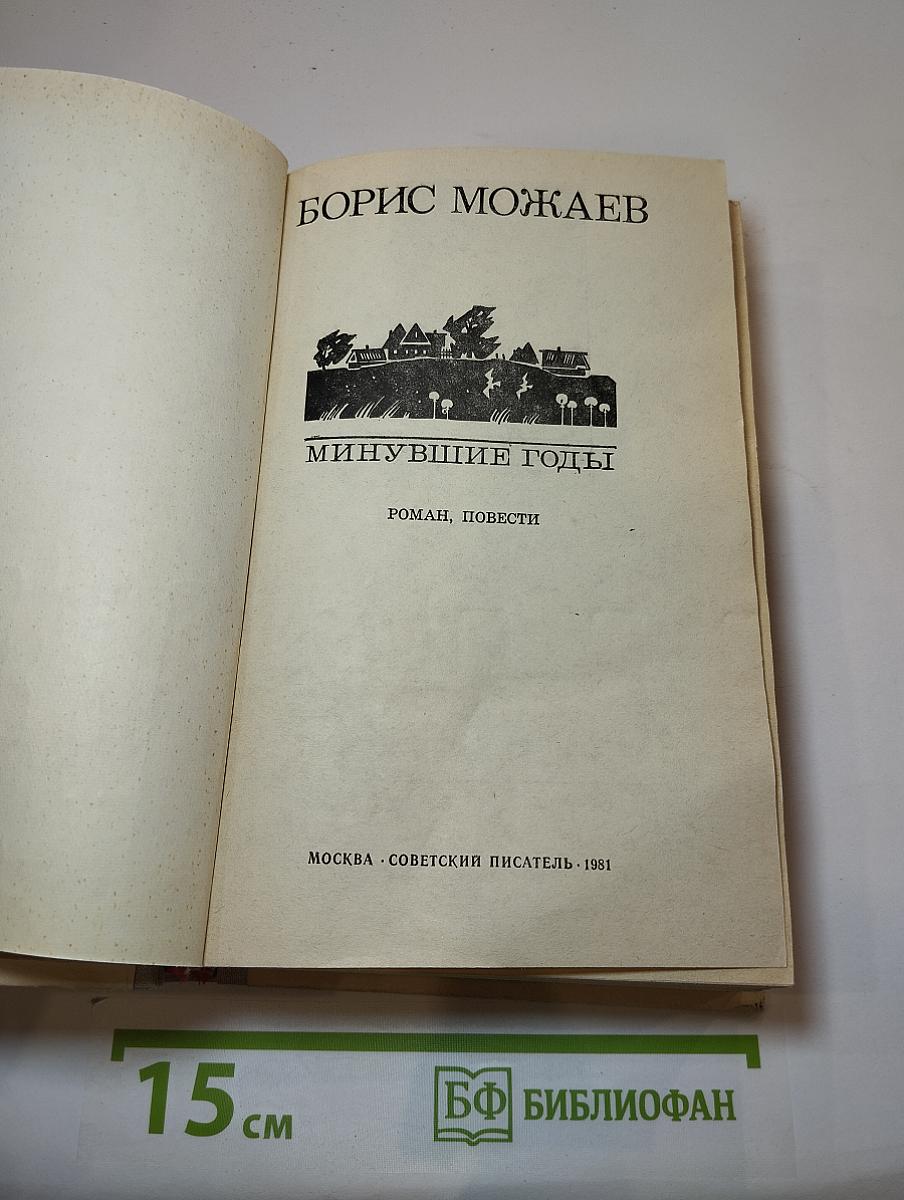 БОРИС МОЖАЕВ
МИНУВШИЕ ГОДЫ
РОМАН, ПОВЕСТИ
МОСКВА · СОВЕТСКИЙ ПИСАТЕЛЬ · 1981
15 см
БФ БИБЛИОФАН